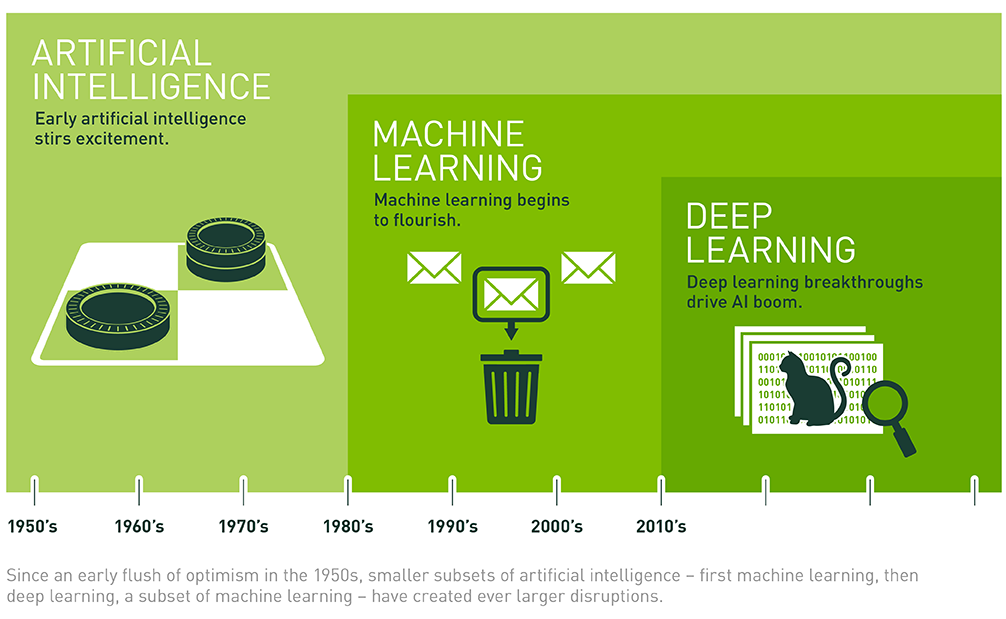 ARTIFICIAL
INTELLIGENCE
Early artificial intelligence
stirs excitement.
MACHINE
LEARNING
Machine learning begins
to flourish.
DEEP
LEARNING
Deep learning breakthroughs
drive AI boom.
1950's 1960's 1970's 1980's 1990's 2000's 2010's
Since an early flush of optimism in the 1950s, smaller subsets of artificial intelligence – first machine learning, then
deep learning, a subset of machine learning – have created ever larger disruptions.